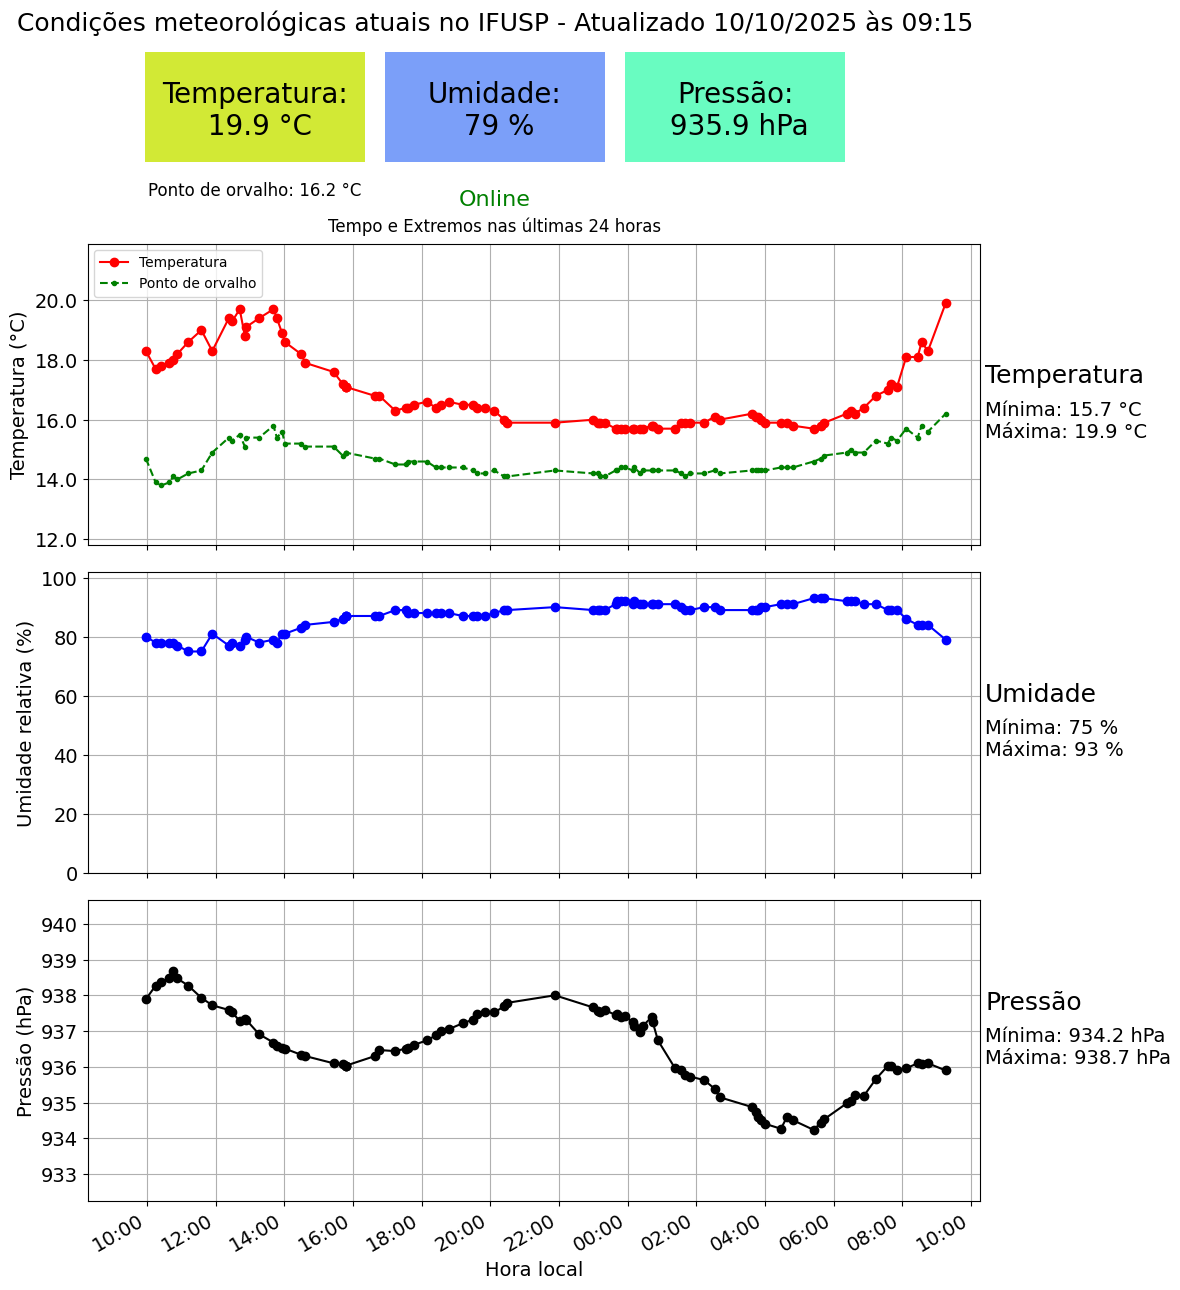 Condições meteorológicas atuais no IFUSP - Atualizado 10/10/2025 às 09:15
Temperatura:
19.9 °C
Umidade:
79 %
Pressão:
935.9 hPa
Ponto de orvalho: 16.2 °C
Online
Tempo e Extremos nas últimas 24 horas
Temperatura
Ponto de orvalho
Temperatura (°C)
20.0
18.0
16.0
14.0
12.0
Temperatura
Mínima: 15.7 °C
Máxima: 19.9 °C
Umidade relativa (%)
100
80
60
40
20
0
Umidade
Mínima: 75 %
Máxima: 93 %
Pressão (hPa)
940
939
938
937
936
935
934
933
Pressão
Mínima: 934.2 hPa
Máxima: 938.7 hPa
10:00
12:00
14:00
16:00
18:00
20:00
22:00
00:00
02:00
04:00
06:00
08:00
10:00
Hora local